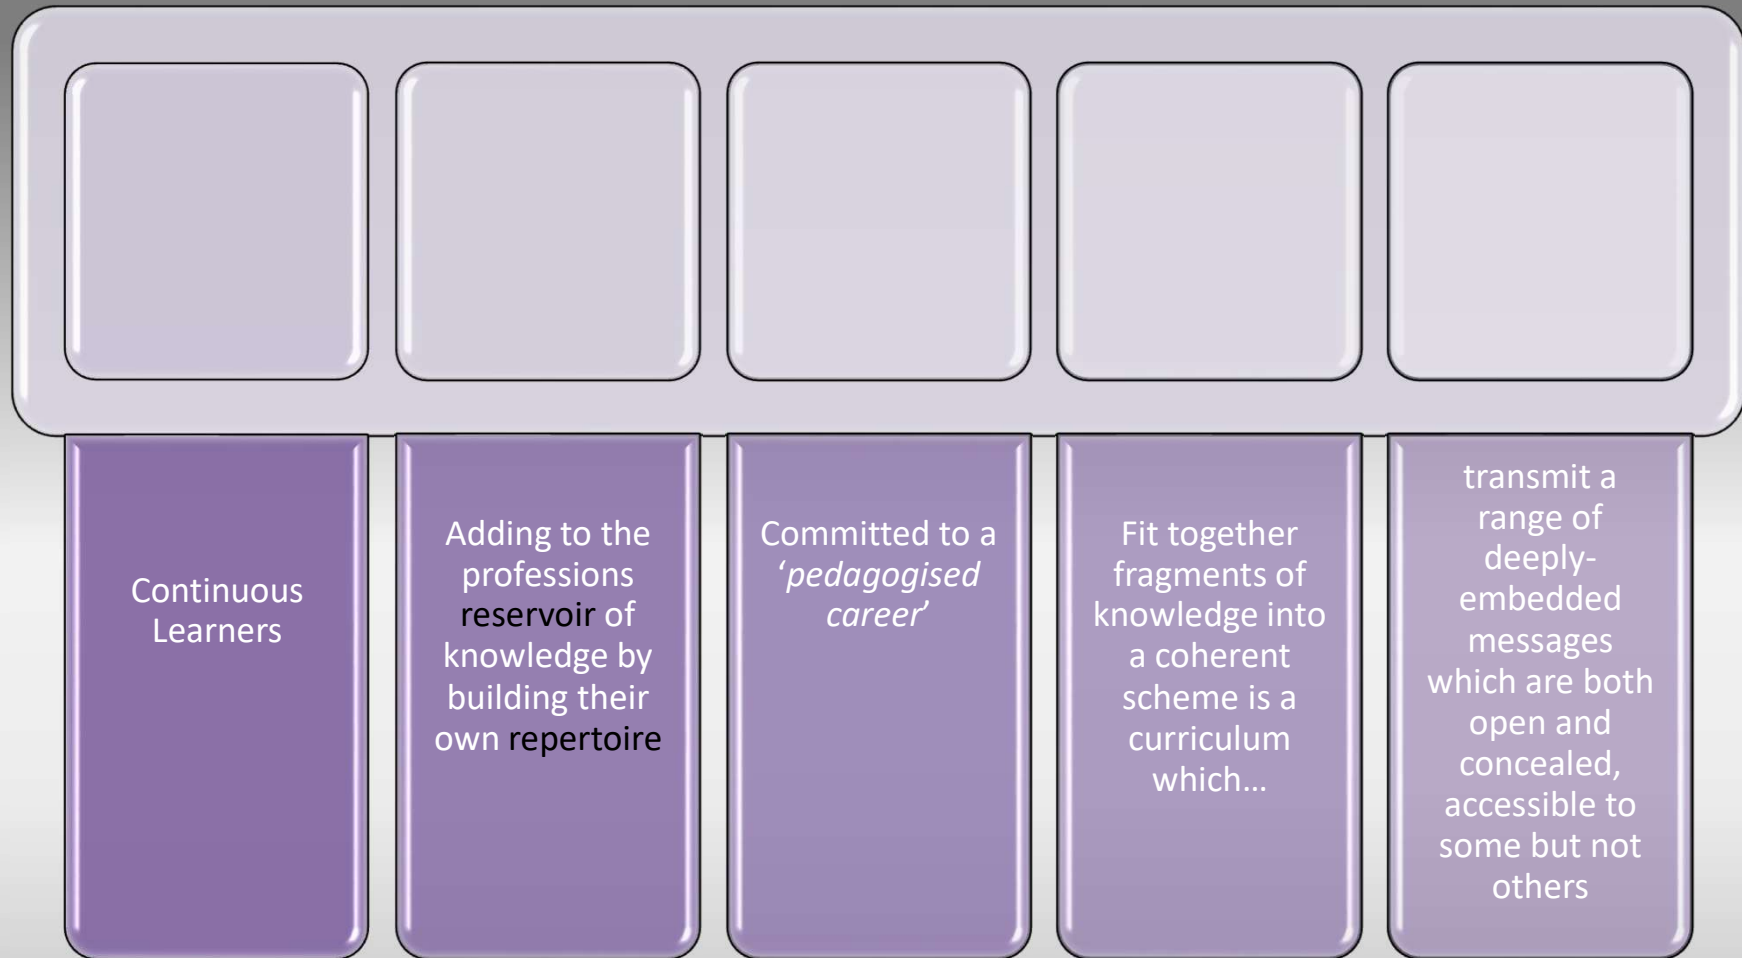 Continuous
Learners
Adding to the
professions
reservoir of
knowledge by
building their
own repertoire
Committed to a
‘pedagogised
career’
Fit together
fragments of
knowledge into
a coherent
scheme is a
curriculum
which…
transmit a
range of
deeply-
embedded
messages
which are both
open and
concealed,
accessible to
some but not
others